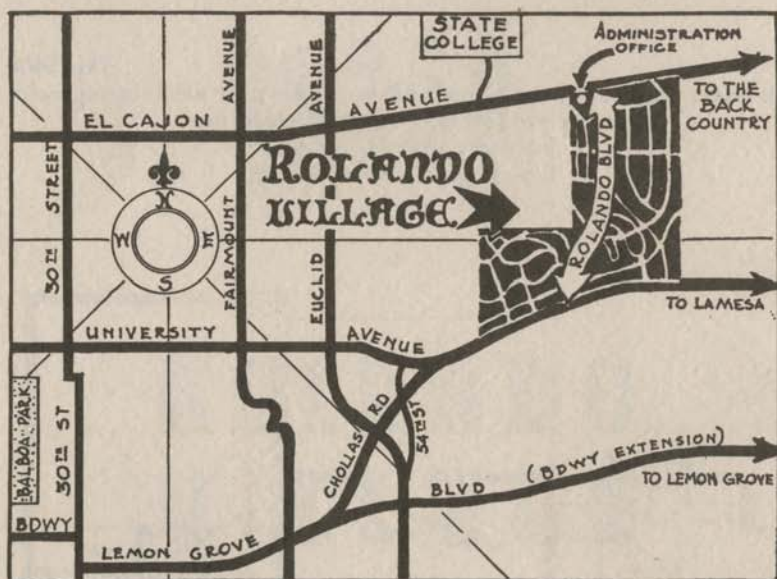 STATE
COLLEGE
ADMINISTRATION
OFFICE
TO THE
BACK
COUNTRY
EL CAJON
AVENUE
30TH STREET
FAIRMOUNT AVENUE
EUCLID AVENUE
ROLANDO
VILLAGE
ROLANDO BLVD
N
W
E
S
TO LA MESA
UNIVERSITY
AVENUE
BALBOA PARK
30TH ST
CHOLLAS RD
54TH ST
BLVD
(BDWY EXTENSION)
TO LEMON GROVE
BDWY
LEMON GROVE